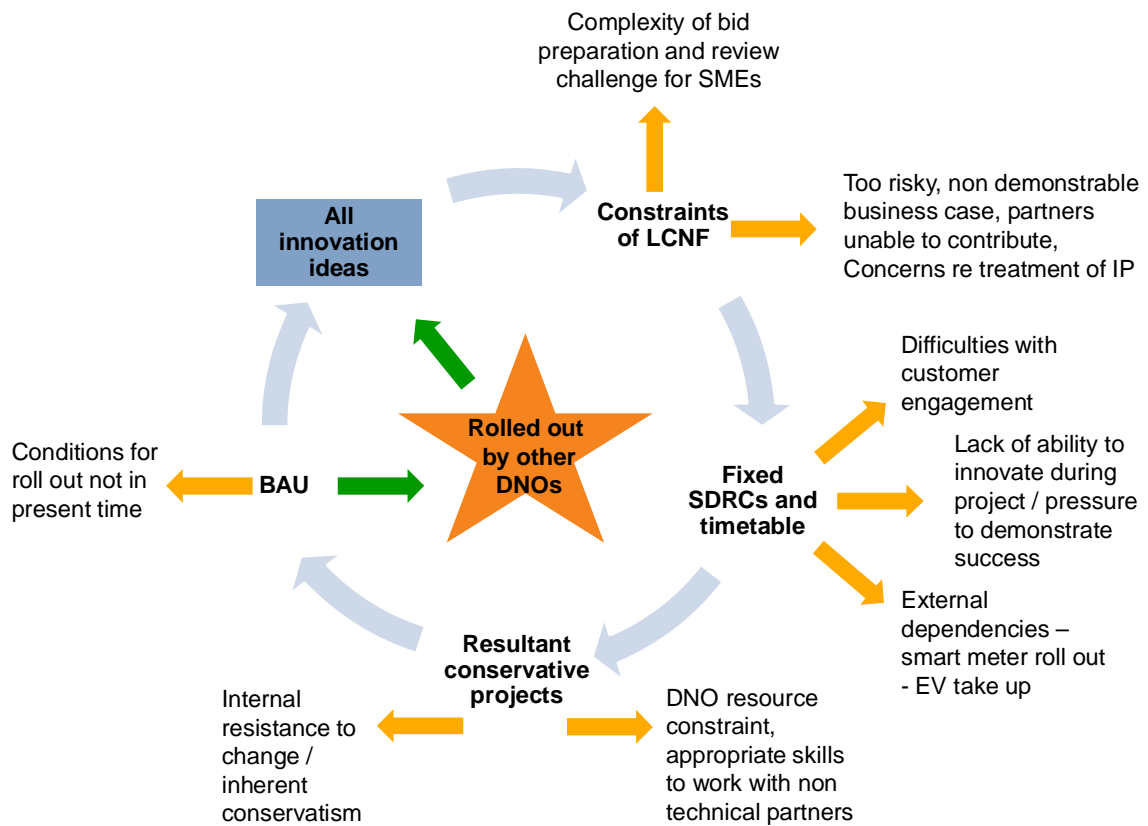 Complexity of bid
preparation and review
challenge for SMEs
All
innovation
ideas
Constraints
of LCNF
Too risky, non demonstrable
business case, partners
unable to contribute,
Concerns re treatment of IP
Difficulties with
customer
engagement
Rolled out
by other
DNOs
Conditions for
roll out not in
present time
BAU
Fixed
SDRCs and
timetable
Lack of ability to
innovate during
project / pressure
to demonstrate
success
External
dependencies –
smart meter roll out
- EV take up
Resultant
conservative
projects
Internal
resistance to
change /
inherent
conservatism
DNO resource
constraint,
appropriate skills
to work with non
technical partners